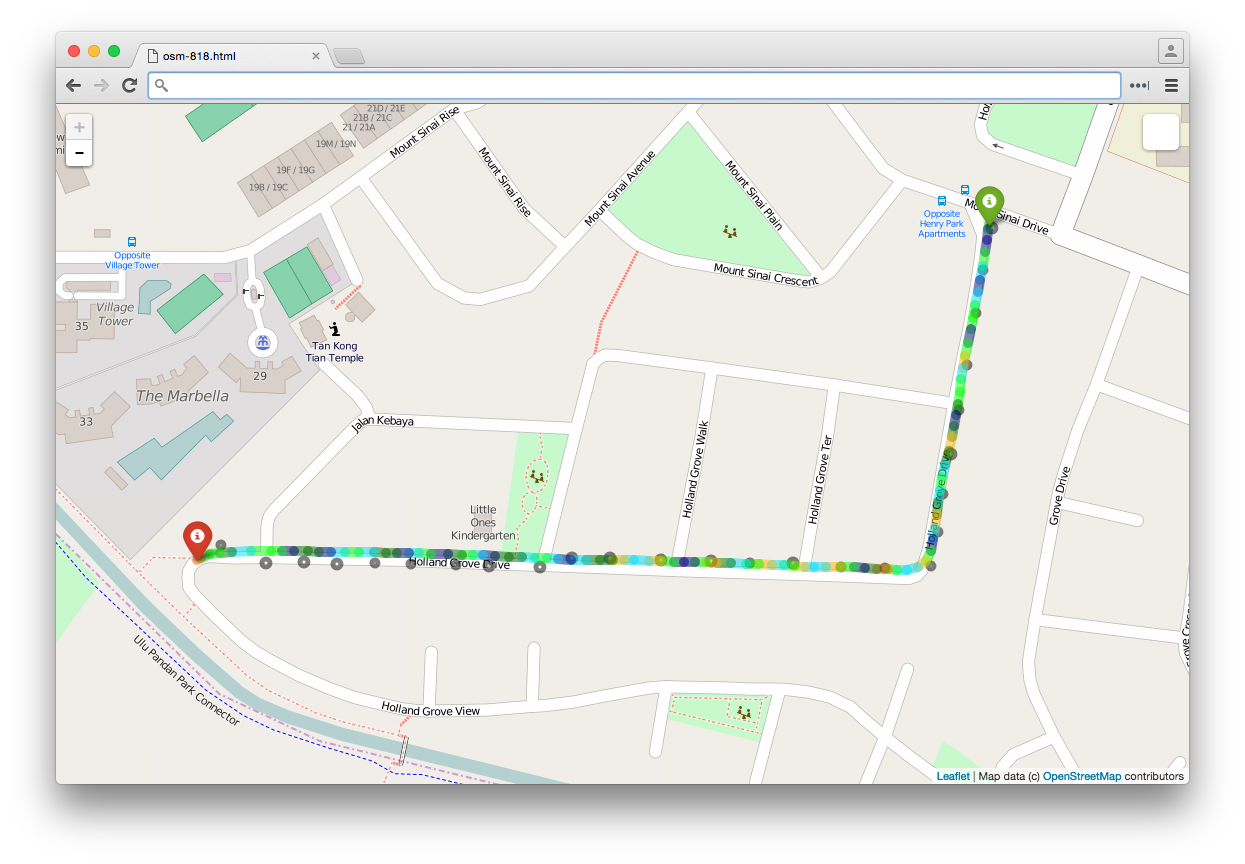 osm-818.html
+
-
21D / 21E
21B / 21C
21 / 21A
19M / 19N
19F / 19G
19B / 19C
Mount Sinai Rise
Mount Sinai Rise
Mount Sinai Avenue
Mount Sinai Plain
Mount Sinai Crescent
Opposite
Henry Park
Apartments
Sinai Drive
Opposite
Village Tower
Village
Tower
35
29
33
The Marbella
Tan Kong
Tian Temple
Jalan Kebaya
Little
Ones
Kindergarten
Holland Grove Walk
Holland Grove Ter
Holland Grove Drive
Holland Grove Drive
Grove Drive
Ulu Pandan Park Connector
Holland Grove View
Leaflet | Map data (c) OpenStreetMap contributors